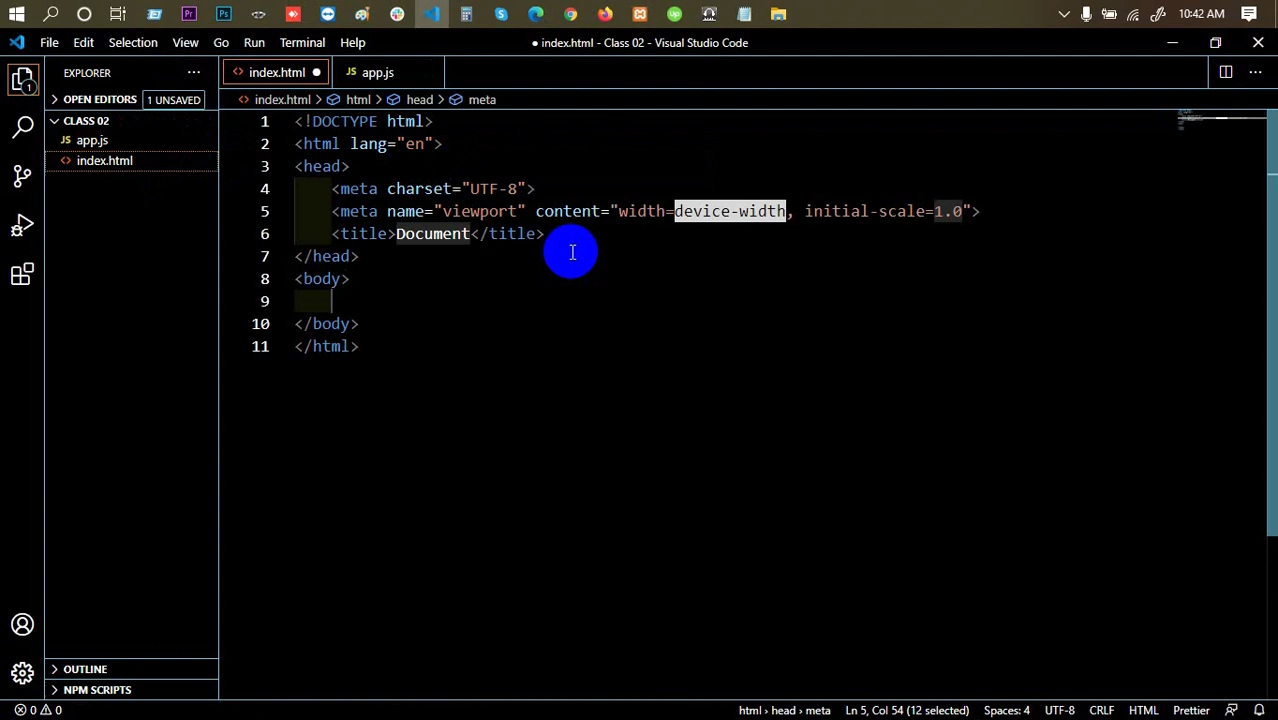 10:42 AM
File Edit Selection View Go Run Terminal Help
● index.html - Class 02 - Visual Studio Code
EXPLORER
index.html
JS app.js
OPEN EDITORS 1 UNSAVED
index.html > html > head > meta
CLASS 02
JS app.js
index.html
1 <!DOCTYPE html>
2 <html lang="en">
3 <head>
4 <meta charset="UTF-8">
5 <meta name="viewport" content="width=device-width, initial-scale=1.0">
6 <title>Document</title>
7 </head>
8 <body>
9
10 </body>
11 </html>
OUTLINE
NPM SCRIPTS
0 0
html › head › meta Ln 5, Col 54 (12 selected) Spaces: 4 UTF-8 CRLF HTML Prettier